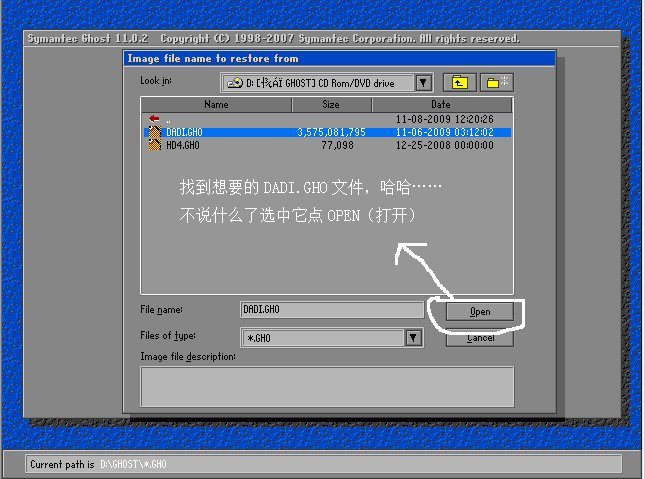 Symantec Ghost 11.0.2 Copyright (C) 1998-2007 Symantec Corporation. All rights reserved.
Image file name to restore from
Look in: D: [┤¾╡Ï GHOST] CD Rom/DVD drive
Name Size Date
.. 11-08-2009 12:20:26
DADI.GHO 3,575,081,795 11-06-2009 03:12:02
HD4.GHO 77,098 12-25-2008 00:00:00
找到想要的 DADI.GHO 文件，哈哈……
不说什么了选中它点 OPEN（打开）
File name: DADI.GHO Open
Files of type: *.GHO Cancel
Image file description:
Current path is D:\GHOST\*.GHO